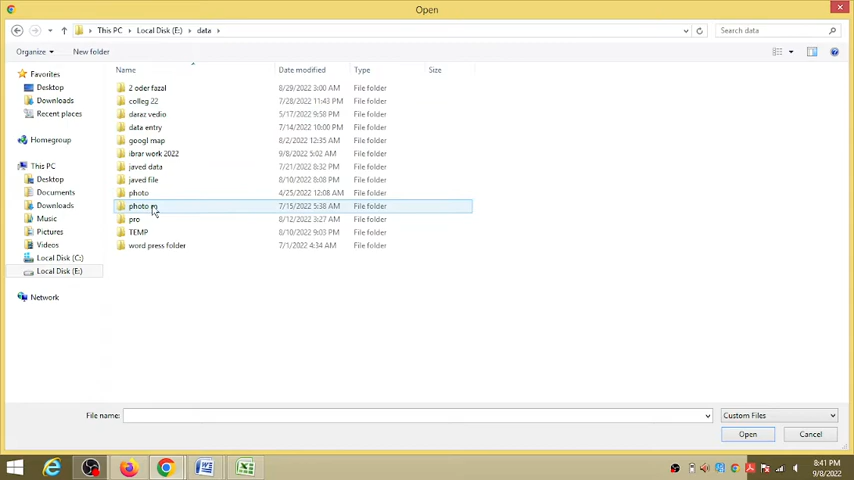 Open
This PC
Local Disk (E:)
data
Search data
Organize
New folder
Name
Date modified
Type
Size
Favorites
Desktop
Downloads
Recent places
Homegroup
This PC
Desktop
Documents
Downloads
Music
Pictures
Videos
Local Disk (C:)
Local Disk (E:)
Network
2 oder fazal 8/29/2022 3:00 AM File folder
colleg 22 7/28/2022 11:43 PM File folder
daraz vedio 5/17/2022 9:58 PM File folder
data entry 7/14/2022 10:00 PM File folder
googl map 8/2/2022 12:35 AM File folder
ibrar work 2022 9/8/2022 5:02 AM File folder
javed data 7/21/2022 8:32 PM File folder
javed file 8/10/2022 8:08 PM File folder
photo 4/25/2022 12:08 AM File folder
photo 7/15/2022 5:38 AM File folder
pro 8/12/2022 3:27 AM File folder
TEMP 8/10/2022 9:03 PM File folder
word press folder 7/1/2022 4:34 AM File folder
File name:
Custom Files
Open
Cancel
8:41 PM
9/8/2022